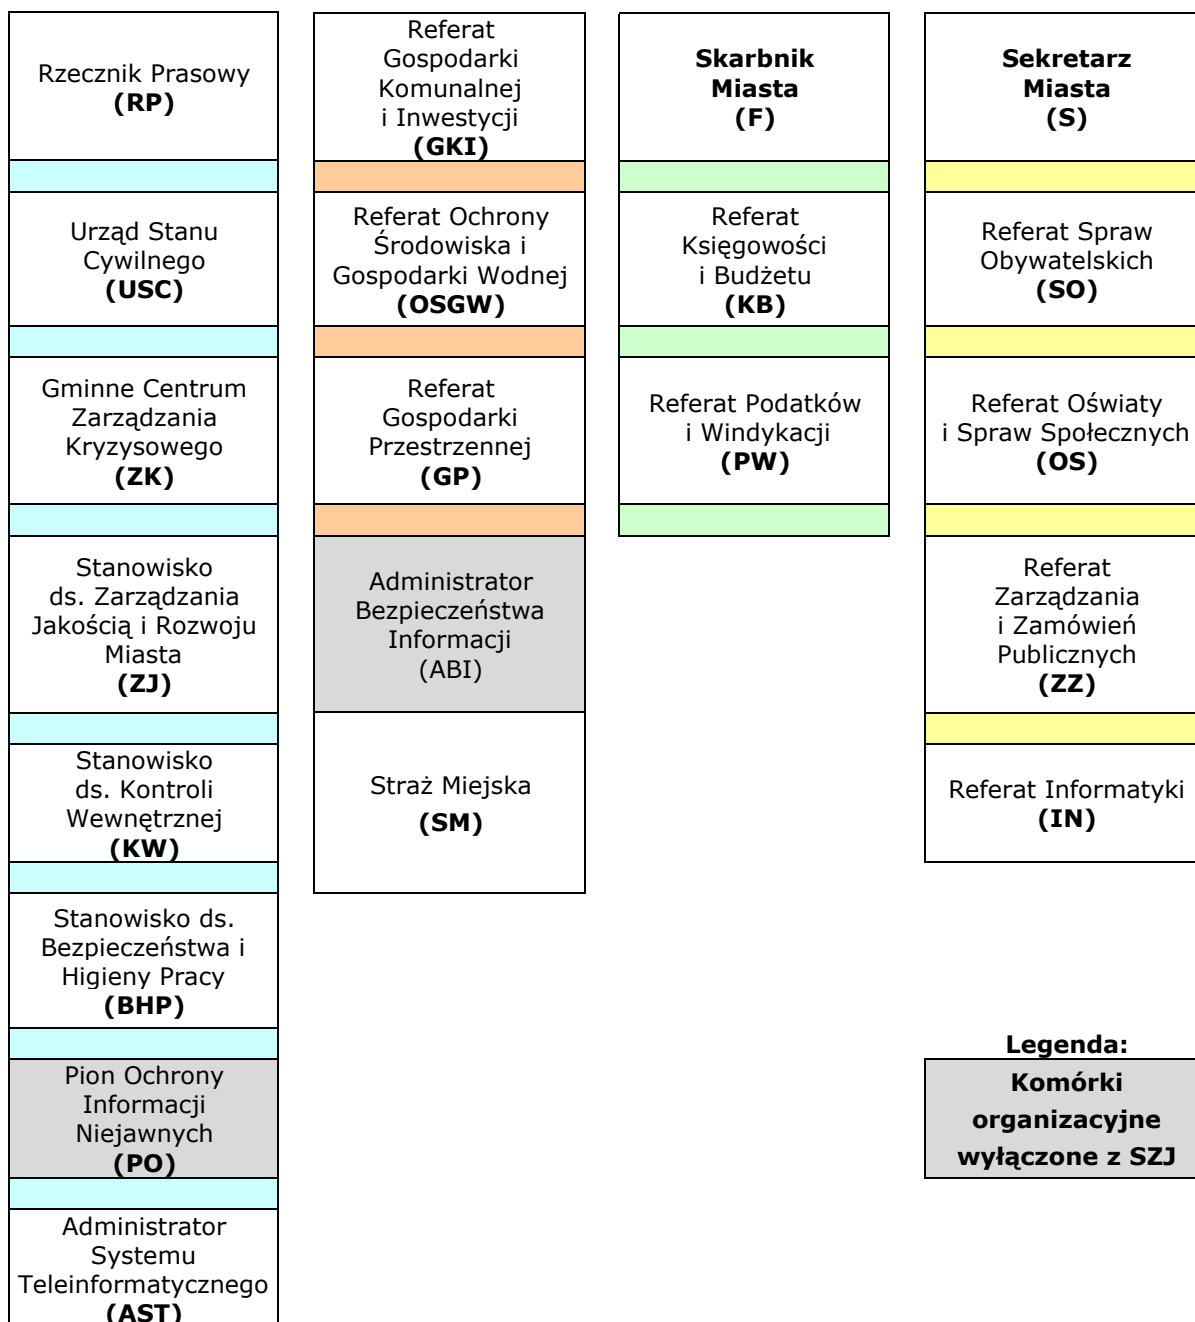 Rzecznik Prasowy
(RP)
Urząd Stanu
Cywilnego
(USC)
Gminne Centrum
Zarządzania
Kryzysowego
(ZK)
Stanowisko
ds. Zarządzania
Jakością i Rozwoju
Miasta
(ZJ)
Stanowisko
ds. Kontroli
Wewnętrznej
(KW)
Stanowisko ds.
Bezpieczeństwa i
Higieny Pracy
(BHP)
Pion Ochrony
Informacji
Niejawnych
(PO)
Administrator
Systemu
Teleinformatycznego
(AST)
Referat
Gospodarki
Komunalnej
i Inwestycji
(GKI)
Referat Ochrony
Środowiska i
Gospodarki Wodnej
(OSGW)
Referat
Gospodarki
Przestrzennej
(GP)
Administrator
Bezpieczeństwa
Informacji
(ABI)
Straż Miejska
(SM)
Skarbnik
Miasta
(F)
Referat
Księgowości
i Budżetu
(KB)
Referat Podatków
i Windykacji
(PW)
Sekretarz
Miasta
(S)
Referat Spraw
Obywatelskich
(SO)
Referat Oświaty
i Spraw Społecznych
(OS)
Referat
Zarządzania
i Zamówień
Publicznych
(ZZ)
Referat Informatyki
(IN)
Legenda:
Komórki
organizacyjne
wyłączone z SZJ